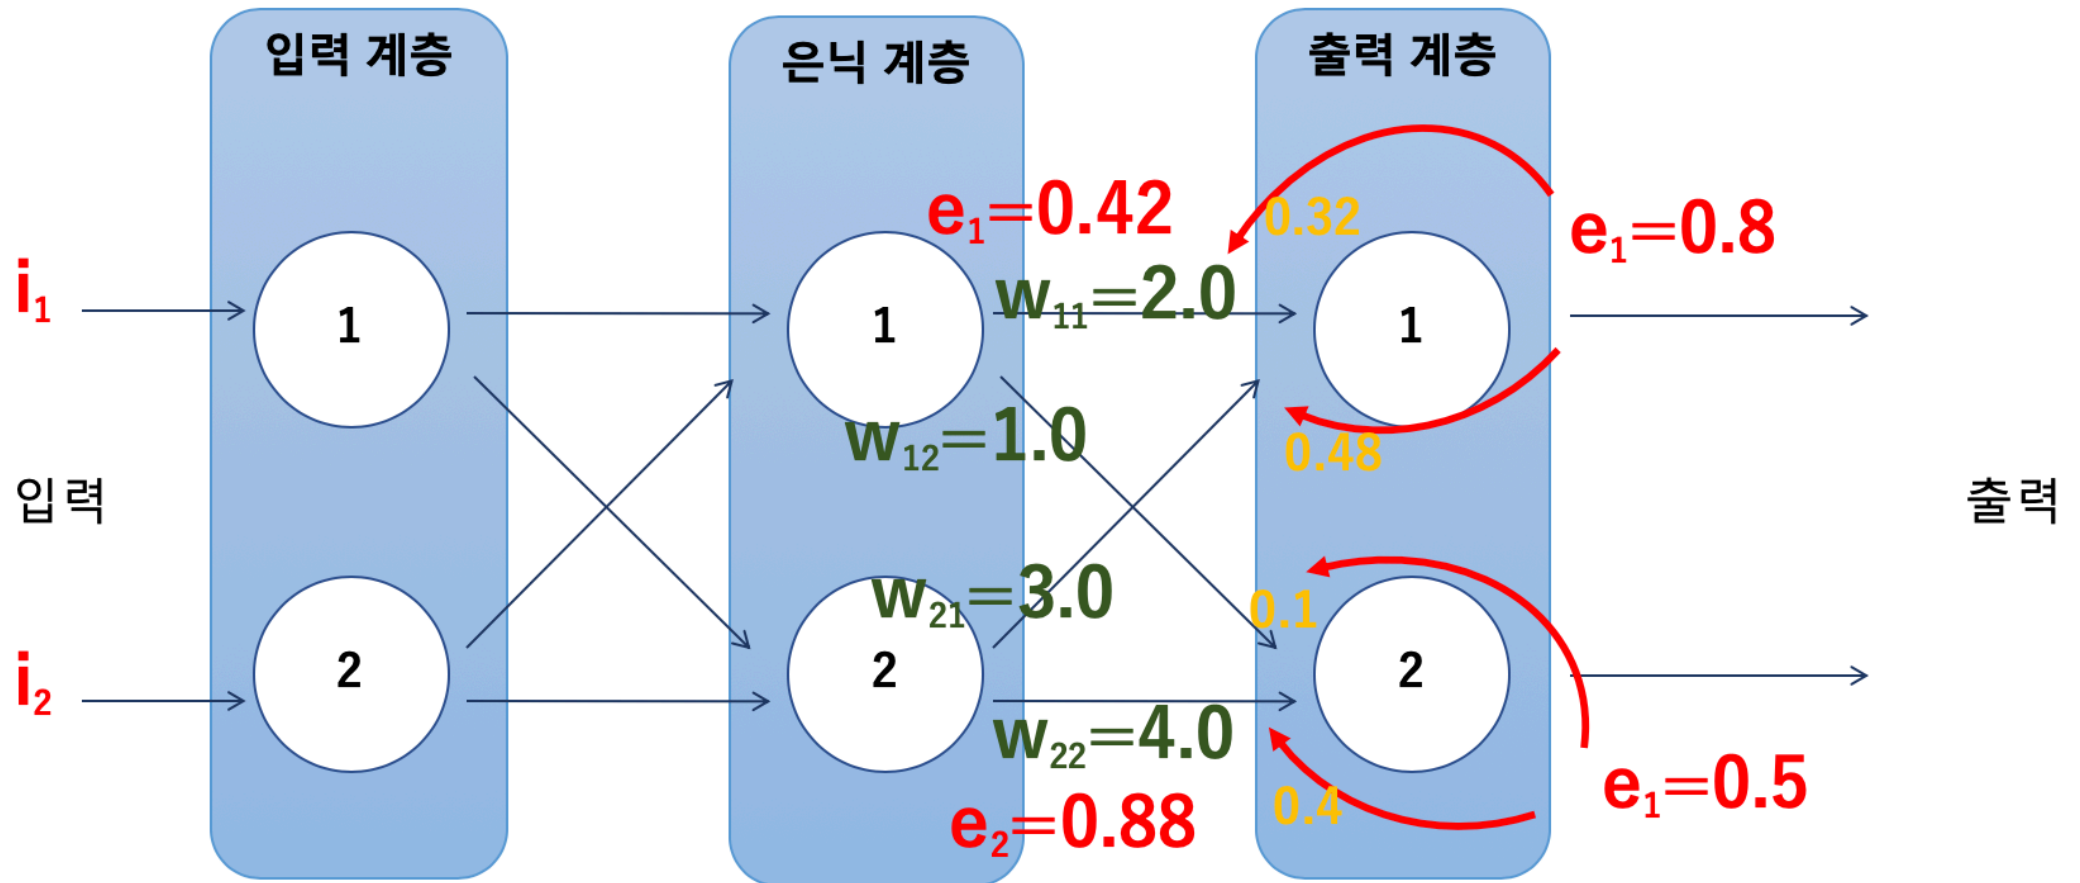 입력 계층
은닉 계층
출력 계층
e₁=0.42
0.32
e₁=0.8
i₁
w₁₁=2.0
1
1
1
w₁₂=1.0
0.48
입력
출력
w₂₁=3.0
0.1
i₂
2
2
2
w₂₂=4.0
e₁=0.5
0.4
e₂=0.88